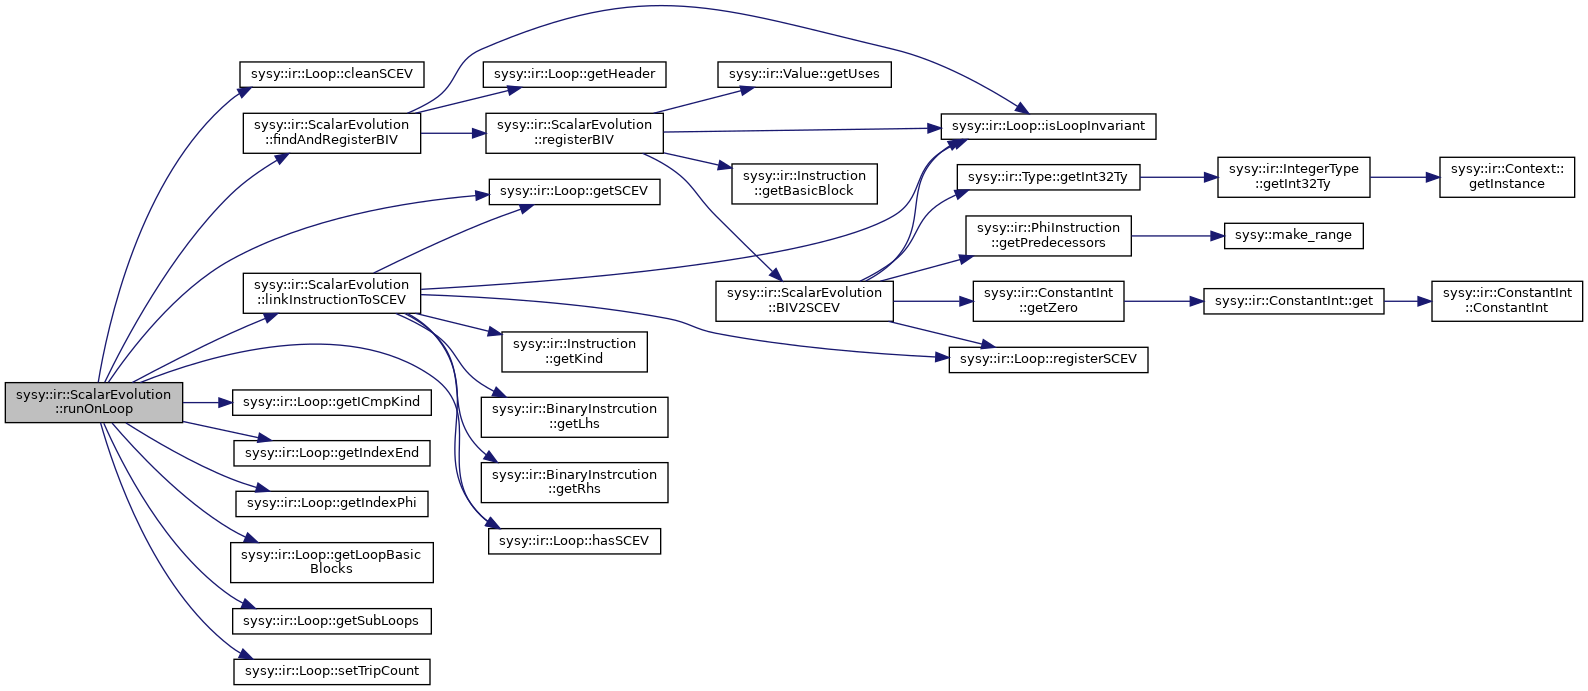 sysy::ir::ScalarEvolution
::runOnLoop
sysy::ir::Loop::cleanSCEV
sysy::ir::ScalarEvolution
::findAndRegisterBIV
sysy::ir::Loop::getSCEV
sysy::ir::ScalarEvolution
::linkInstructionToSCEV
sysy::ir::Loop::getICmpKind
sysy::ir::Loop::getIndexEnd
sysy::ir::Loop::getIndexPhi
sysy::ir::Loop::getLoopBasic
Blocks
sysy::ir::Loop::getSubLoops
sysy::ir::Loop::setTripCount
sysy::ir::Loop::getHeader
sysy::ir::ScalarEvolution
::registerBIV
sysy::ir::Instruction
::getKind
sysy::ir::BinaryInstrcution
::getLhs
sysy::ir::BinaryInstrcution
::getRhs
sysy::ir::Loop::hasSCEV
sysy::ir::Value::getUses
sysy::ir::Instruction
::getBasicBlock
sysy::ir::ScalarEvolution
::BIV2SCEV
sysy::ir::Loop::isLoopInvariant
sysy::ir::Type::getInt32Ty
sysy::ir::PhiInstruction
::getPredecessors
sysy::ir::ConstantInt
::getZero
sysy::ir::Loop::registerSCEV
sysy::ir::IntegerType
::getInt32Ty
sysy::make_range
sysy::ir::ConstantInt::get
sysy::ir::Context::
getInstance
sysy::ir::ConstantInt
::ConstantInt